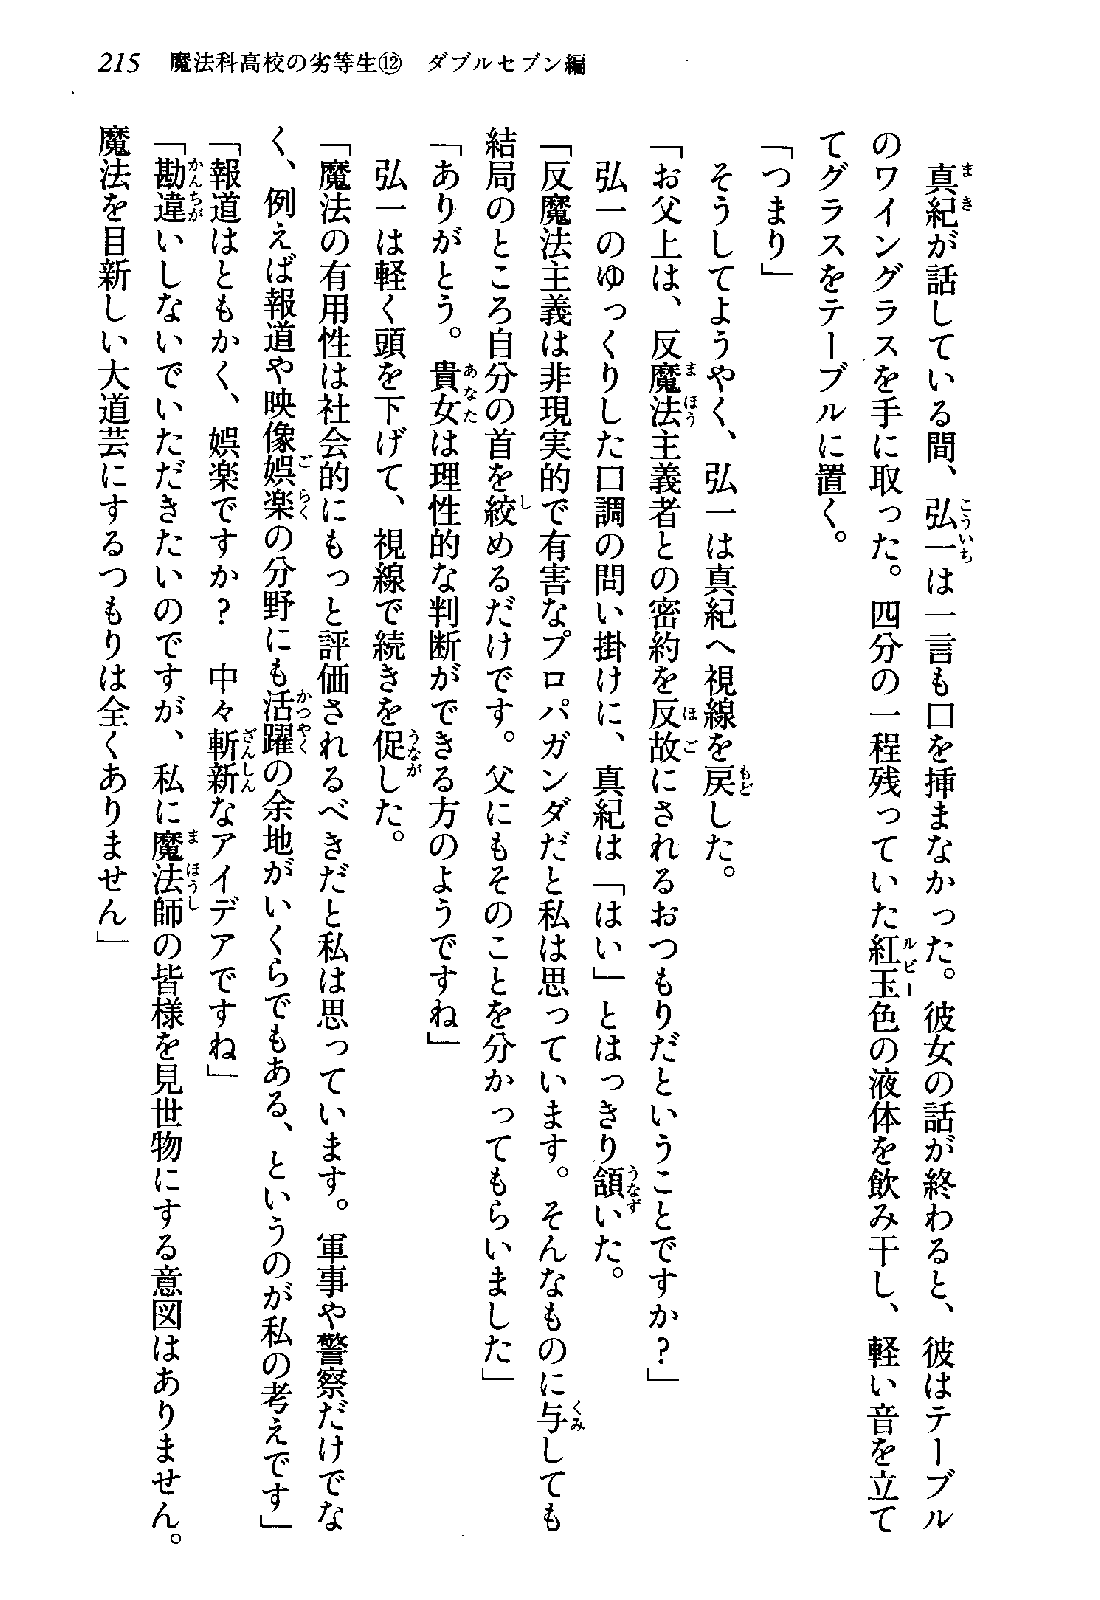 215　魔法科高校の劣等生⑫　ダブルセブン編
　真紀が話している間、弘一は一言も口を挿まなかった。彼女の話が終わると、彼はテーブル
のワイングラスを手に取った。四分の一程残っていた紅玉色の液体を飲み干し、軽い音を立て
てグラスをテーブルに置く。
「つまり」
　そうしてようやく、弘一は真紀へ視線を戻した。
「お父上は、反魔法主義者との密約を反故にされるおつもりだということですか？」
　弘一のゆっくりした口調の問い掛けに、真紀は「はい」とはっきり頷いた。
「反魔法主義は非現実的で有害なプロパガンダだと私は思っています。そんなものに与しても
結局のところ自分の首を絞めるだけです。父にもそのことを分かってもらいました」
「ありがとう。貴女は理性的な判断ができる方のようですね」
　弘一は軽く頭を下げて、視線で続きを促した。
「魔法の有用性は社会的にもっと評価されるべきだと私は思っています。軍事や警察だけでな
く、例えば報道や映像娯楽の分野にも活躍の余地がいくらでもある、というのが私の考えです」
「報道はともかく、娯楽ですか？　中々斬新なアイデアですね」
「勘違いしないでいただきたいのですが、私に魔法師の皆様を見世物にする意図はありません。
魔法を目新しい大道芸にするつもりは全くありません」